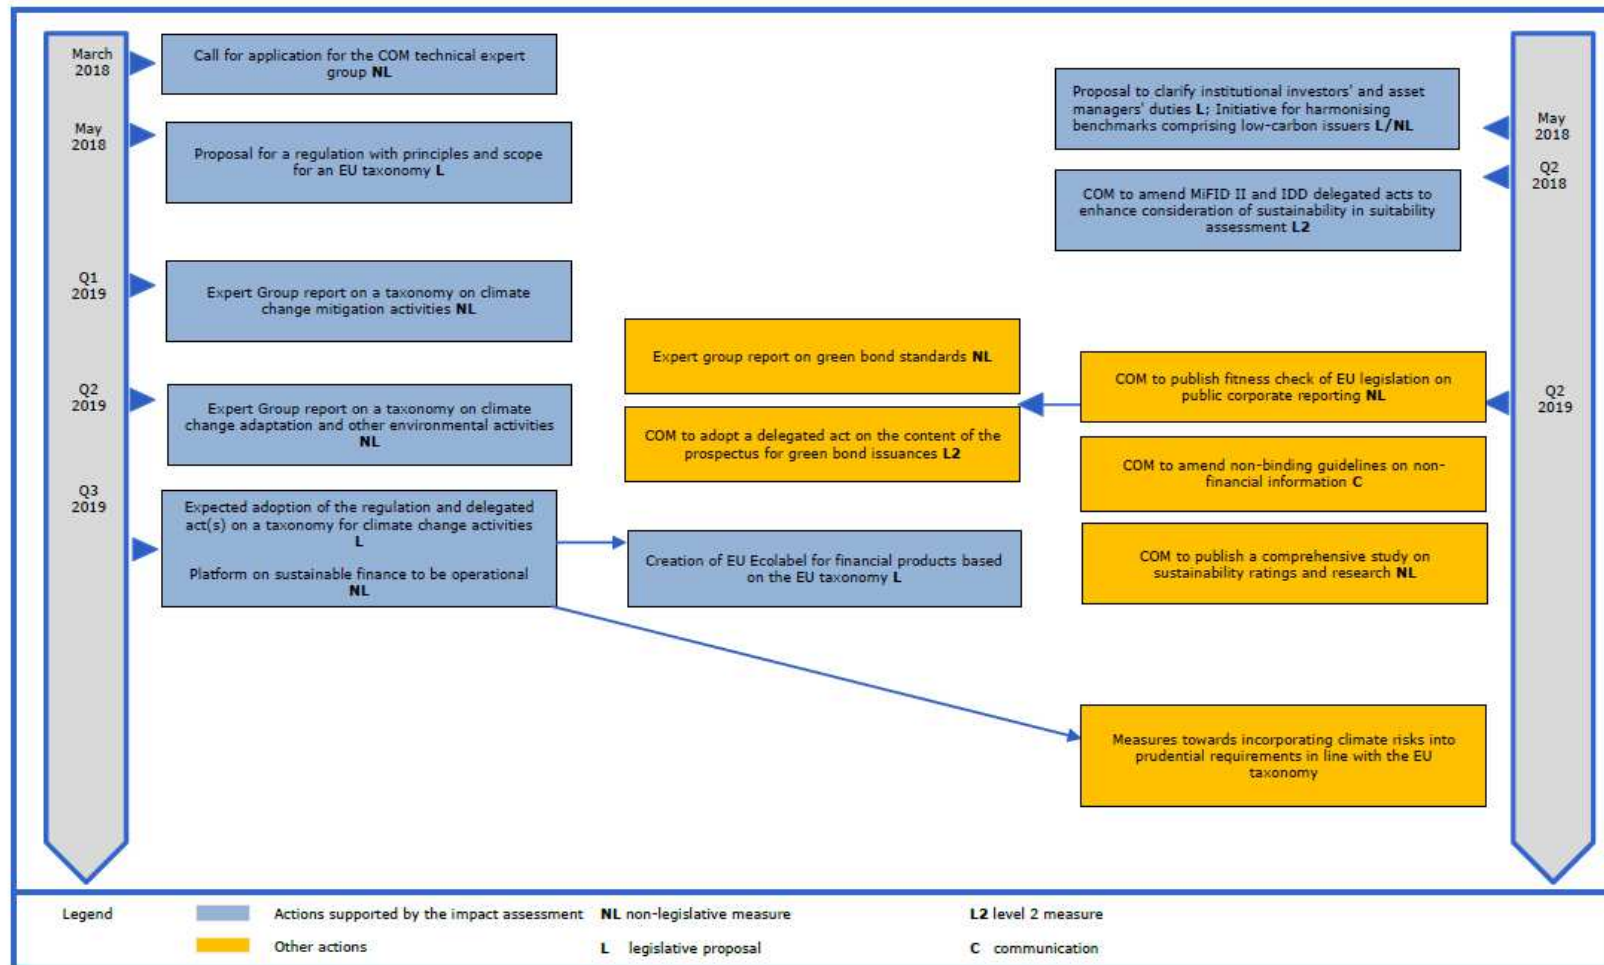 March
2018
Call for application for the COM technical expert
group NL
May
2018
Proposal for a regulation with principles and scope
for an EU taxonomy L
Q1
2019
Expert Group report on a taxonomy on climate
change mitigation activities NL
Q2
2019
Expert Group report on a taxonomy on climate
change adaptation and other environmental activities
NL
Q3
2019
Expected adoption of the regulation and delegated
act(s) on a taxonomy for climate change activities
L
Platform on sustainable finance to be operational
NL
Creation of EU Ecolabel for financial products based
on the EU taxonomy L
Expert group report on green bond standards NL
COM to adopt a delegated act on the content of the
prospectus for green bond issuances L2
Proposal to clarify institutional investors' and asset
managers' duties L; Initiative for harmonising
benchmarks comprising low-carbon issuers L/NL
May
2018
Q2
2018
COM to amend MiFID II and IDD delegated acts to
enhance consideration of sustainability in suitability
assessment L2
COM to publish fitness check of EU legislation on
public corporate reporting NL
Q2
2019
COM to amend non-binding guidelines on non-
financial information C
COM to publish a comprehensive study on
sustainability ratings and research NL
Measures towards incorporating climate risks into
prudential requirements in line with the EU
taxonomy
Legend
Actions supported by the impact assessment
NL non-legislative measure
L2 level 2 measure
Other actions
L legislative proposal
C communication